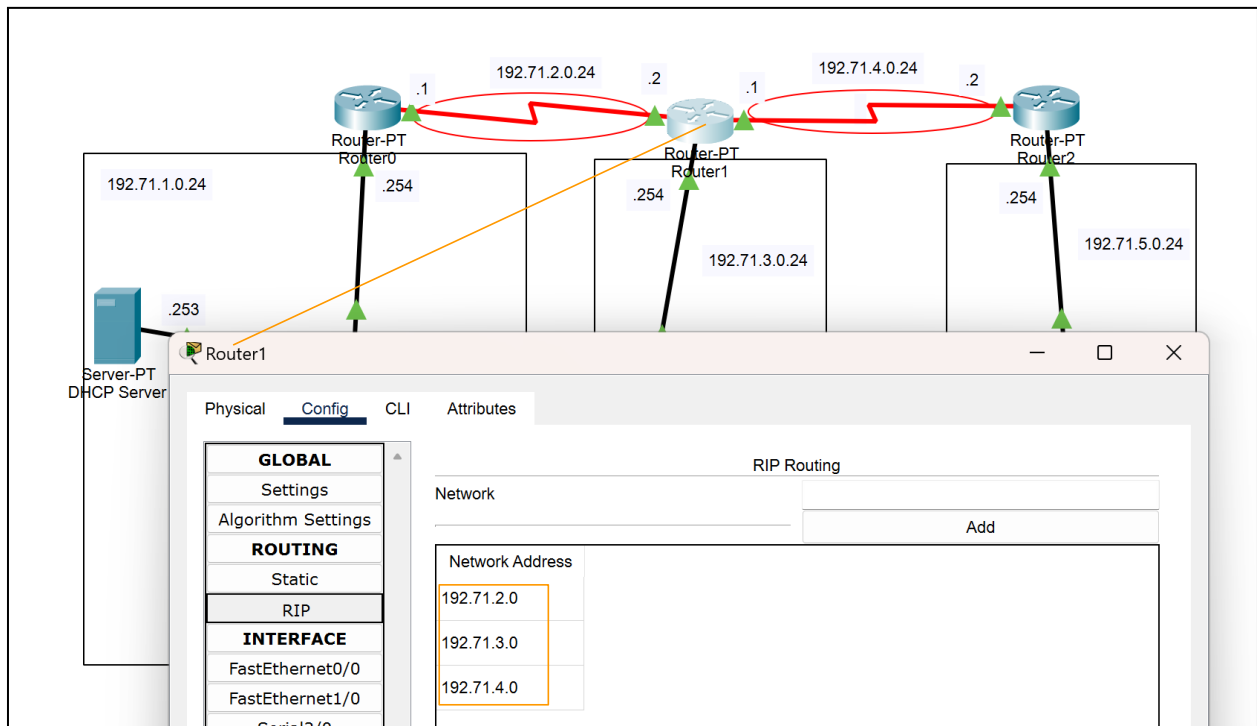 192.71.2.0.24
192.71.4.0.24
.1
.2
.1
.2
Router-PT
Router0
Router-PT
Router1
Router-PT
Router2
192.71.1.0.24
.254
.254
.254
192.71.3.0.24
192.71.5.0.24
.253
Server-PT
DHCP Server
Router1
Physical
Config
CLI
Attributes
GLOBAL
Settings
Algorithm Settings
ROUTING
Static
RIP
INTERFACE
FastEthernet0/0
FastEthernet1/0
Serial2/0
RIP Routing
Network
Add
Network Address
192.71.2.0
192.71.3.0
192.71.4.0